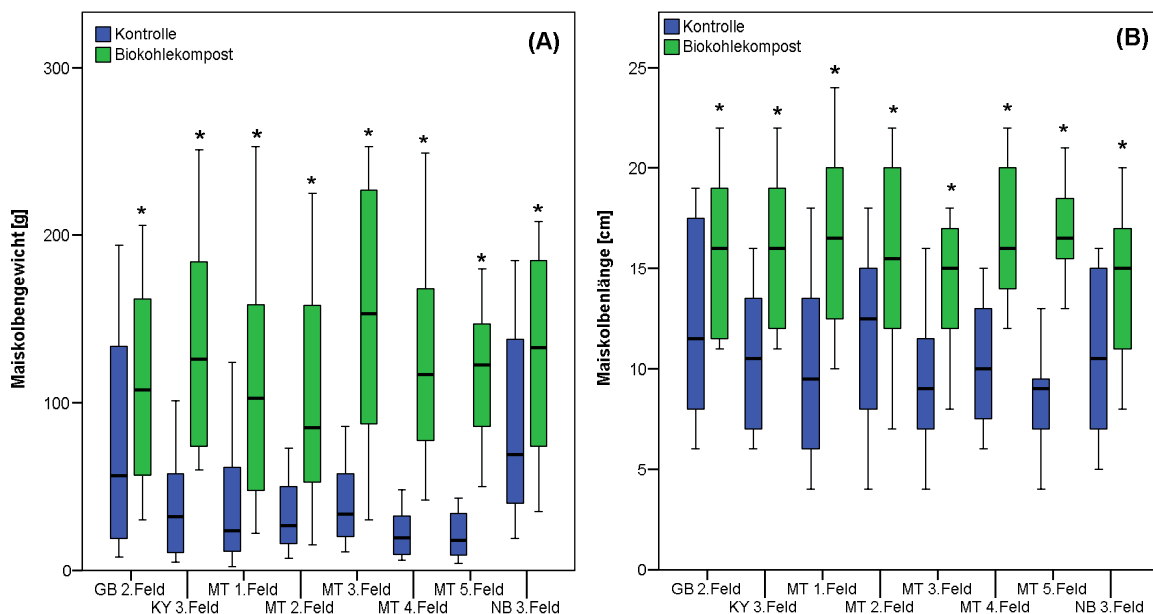 Kontrolle
Biokohlekompost
(A)
Maiskolbengewicht [g]
300
200
100
0
* * * * * * * *
GB 2.Feld MT 1.Feld MT 3.Feld MT 5.Feld
KY 3.Feld MT 2.Feld MT 4.Feld NB 3.Feld
Kontrolle
Biokohlekompost
(B)
Maiskolbenlänge [cm]
25
20
15
10
5
0
* * * * * * * *
GB 2.Feld MT 1.Feld MT 3.Feld MT 5.Feld
KY 3.Feld MT 2.Feld MT 4.Feld NB 3.Feld